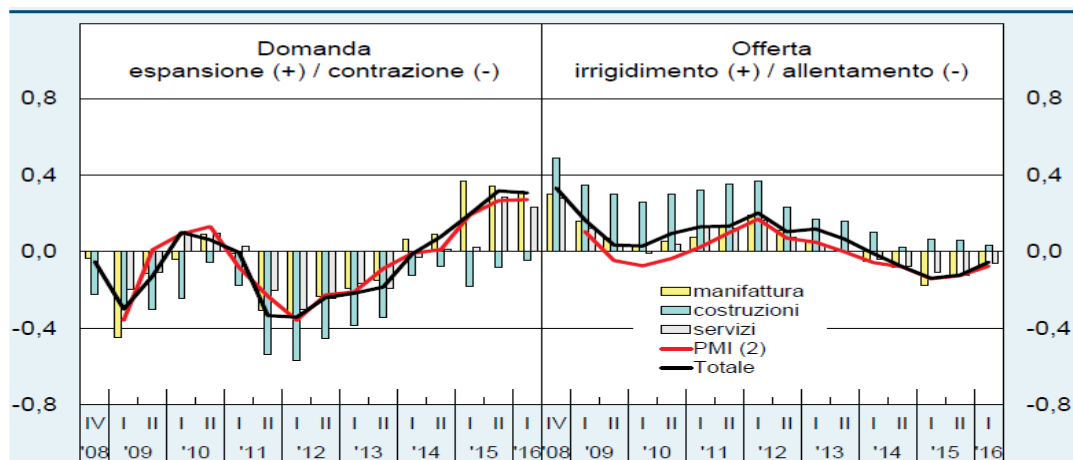 Domanda
espansione (+) / contrazione (-)
Offerta
irrigidimento (+) / allentamento (-)
0,8
0,4
0,0
-0,4
-0,8
0,8
0,4
0,0
-0,4
-0,8
manifattura
costruzioni
servizi
PMI (2)
Totale
IV I II I II I II I II I II I II I II I IV I II I II I II I II I II I II I II I
'08 '09 '10 '11 '12 '13 '14 '15 '16 '08 '09 '10 '11 '12 '13 '14 '15 '16